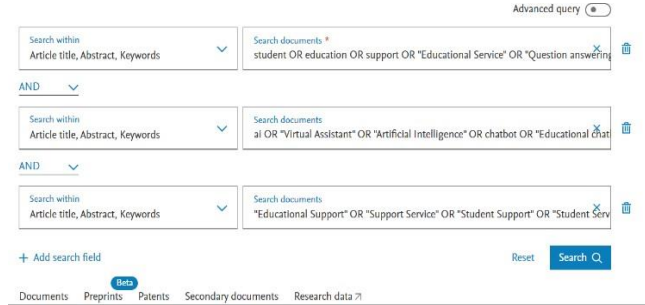 Advanced query
Search within
Article title, Abstract, Keywords
Search documents *
student OR education OR support OR "Educational Service" OR "Question answering
AND
Search within
Article title, Abstract, Keywords
Search documents
ai OR "Virtual Assistant" OR "Artificial Intelligence" OR chatbot OR "Educational chat
AND
Search within
Article title, Abstract, Keywords
Search documents
"Educational Support" OR "Support Service" OR "Student Support" OR "Student Serv
+ Add search field
Reset
Search
Beta
Documents Preprints Patents Secondary documents Research data